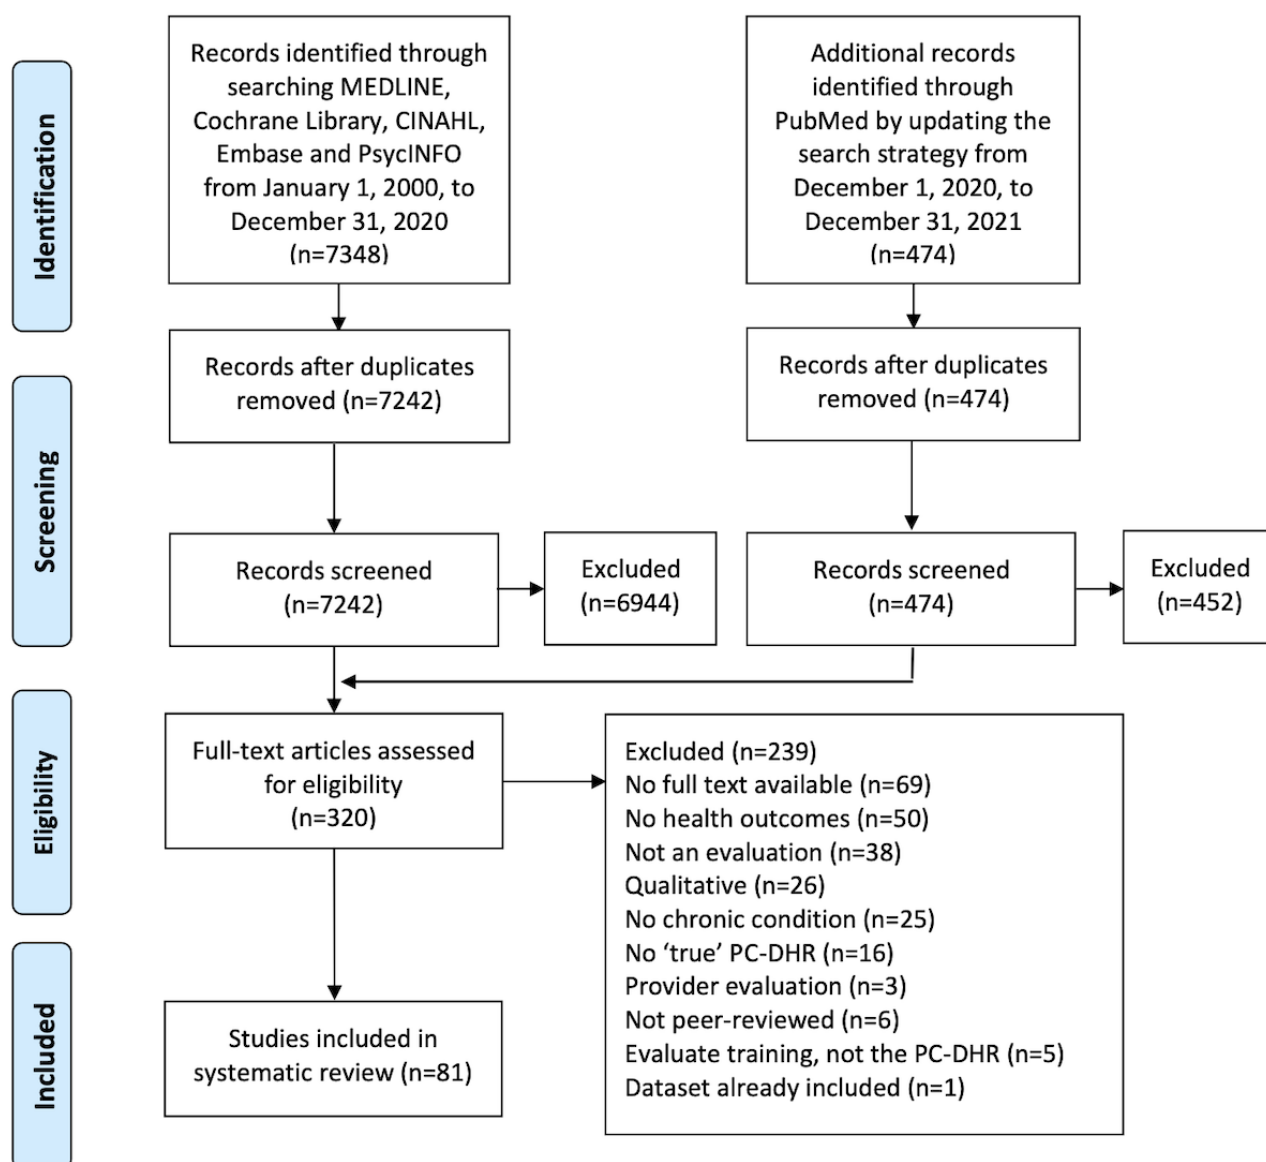 Identification
Records identified through
searching MEDLINE,
Cochrane Library, CINAHL,
Embase and PsycINFO
from January 1, 2000, to
December 31, 2020
(n=7348)
Additional records
identified through
PubMed by updating the
search strategy from
December 1, 2020, to
December 31, 2021
(n=474)
Records after duplicates
removed (n=7242)
Records after duplicates
removed (n=474)
Screening
Records screened
(n=7242)
Excluded
(n=6944)
Records screened
(n=474)
Excluded
(n=452)
Eligibility
Full-text articles assessed
for eligibility
(n=320)
Excluded (n=239)
No full text available (n=69)
No health outcomes (n=50)
Not an evaluation (n=38)
Qualitative (n=26)
No chronic condition (n=25)
No ‘true’ PC-DHR (n=16)
Provider evaluation (n=3)
Not peer-reviewed (n=6)
Evaluate training, not the PC-DHR (n=5)
Dataset already included (n=1)
Included
Studies included in
systematic review (n=81)